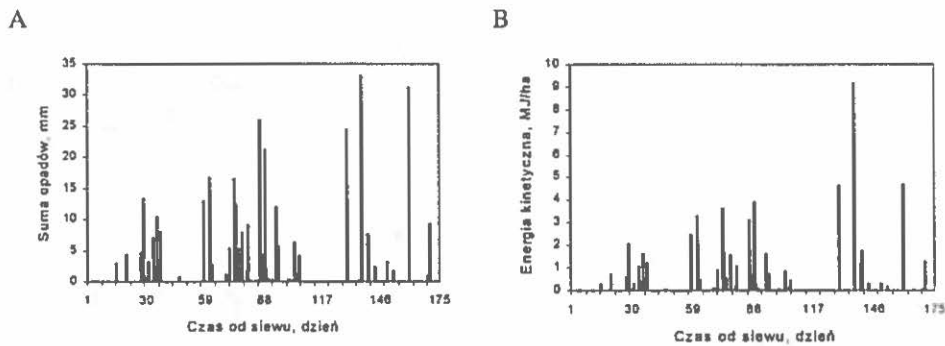 A
B
Suma opadów, mm
35
30
25
20
15
10
5
0
1 30 59 88 117 146 175
Czas od siewu, dzień
Energia kinetyczna, MJ/ha
10
9
8
7
6
5
4
3
2
1
0
1 30 59 88 117 146 175
Czas od siewu, dzień